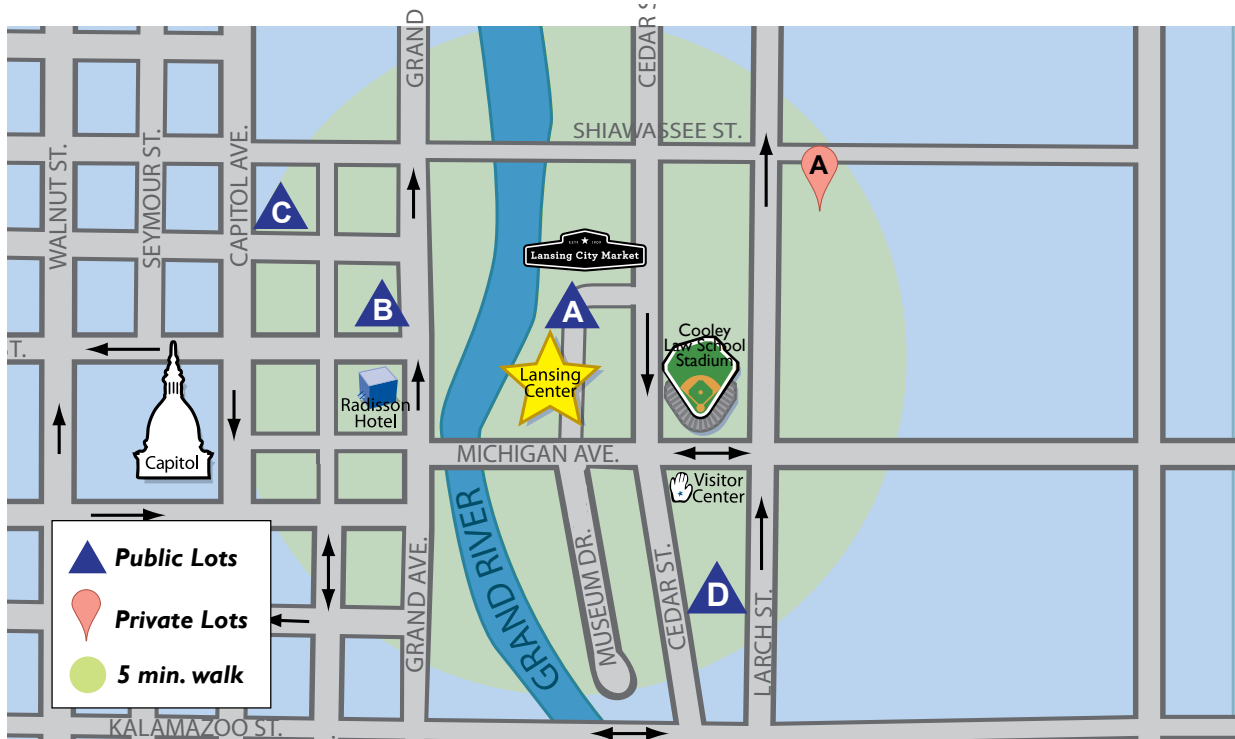 GRAND
CEDAR
SHIAWASSEE ST.
WALNUT ST.
SEYMOUR ST.
CAPITOL AVE.
A
C
Lansing City Market
B
A
ST.
Cooley
Law School
Stadium
Lansing
Center
Radisson
Hotel
Capitol
MICHIGAN AVE.
Visitor
Center
GRAND RIVER
GRAND AVE.
MUSEUM DR.
CEDAR ST.
D
LARCH ST.
Public Lots
Private Lots
5 min. walk
KALAMAZOO ST.